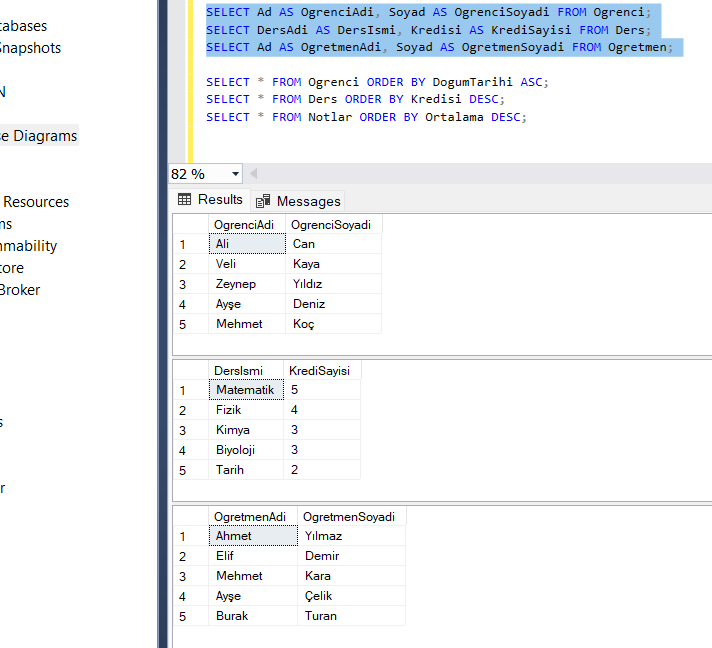 tabases
Snapshots
N
se Diagrams
Resources
ms
mmability
tore
Broker
s
r
SELECT Ad AS OgrenciAdi, Soyad AS OgrenciSoyadi FROM Ogrenci;
SELECT DersAdi AS DersIsmi, Kredisi AS KrediSayisi FROM Ders;
SELECT Ad AS OgretmenAdi, Soyad AS OgretmenSoyadi FROM Ogretmen;
SELECT * FROM Ogrenci ORDER BY DogumTarihi ASC;
SELECT * FROM Ders ORDER BY Kredisi DESC;
SELECT * FROM Notlar ORDER BY Ortalama DESC;
82 %
Results Messages
OgrenciAdi OgrenciSoyadi
1 Ali Can
2 Veli Kaya
3 Zeynep Yıldız
4 Ayşe Deniz
5 Mehmet Koç
DersIsmi KrediSayisi
1 Matematik 5
2 Fizik 4
3 Kimya 3
4 Biyoloji 3
5 Tarih 2
OgretmenAdi OgretmenSoyadi
1 Ahmet Yılmaz
2 Elif Demir
3 Mehmet Kara
4 Ayşe Çelik
5 Burak Turan